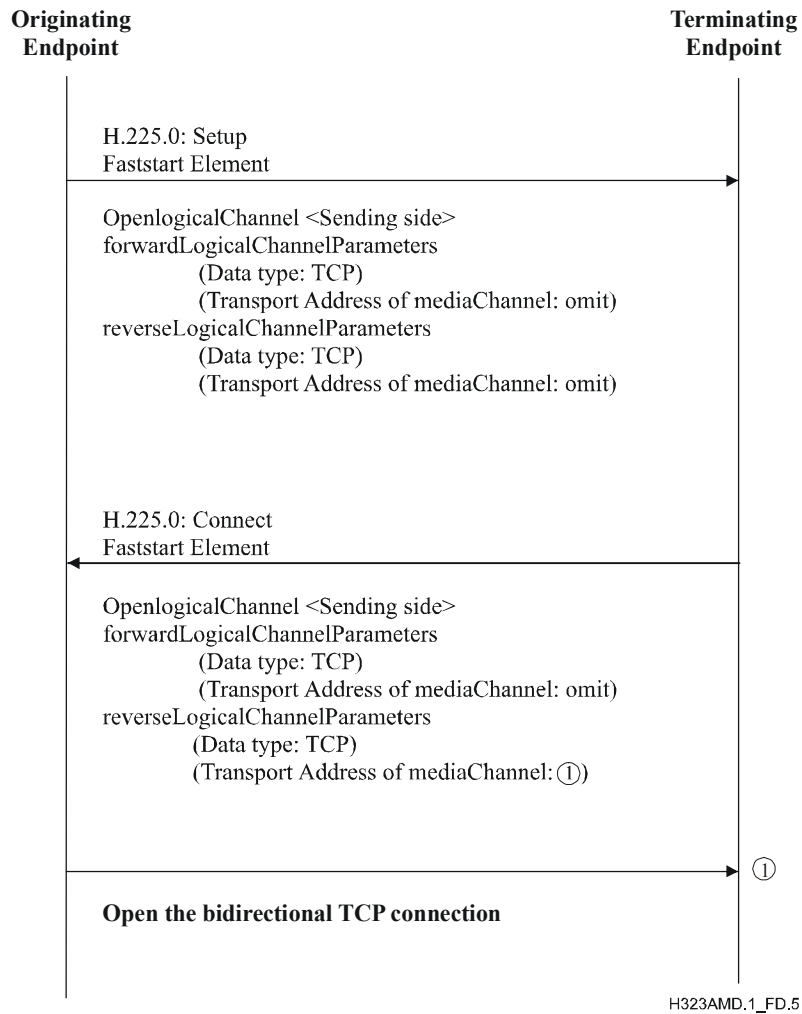 Originating
Endpoint
Terminating
Endpoint
H.225.0: Setup
Faststart Element
OpenlogicalChannel <Sending side>
forwardLogicalChannelParameters
(Data type: TCP)
(Transport Address of mediaChannel: omit)
reverseLogicalChannelParameters
(Data type: TCP)
(Transport Address of mediaChannel: omit)
H.225.0: Connect
Faststart Element
OpenlogicalChannel <Sending side>
forwardLogicalChannelParameters
(Data type: TCP)
(Transport Address of mediaChannel: omit)
reverseLogicalChannelParameters
(Data type: TCP)
(Transport Address of mediaChannel: ①)
①
Open the bidirectional TCP connection
H323AMD.1_FD.5